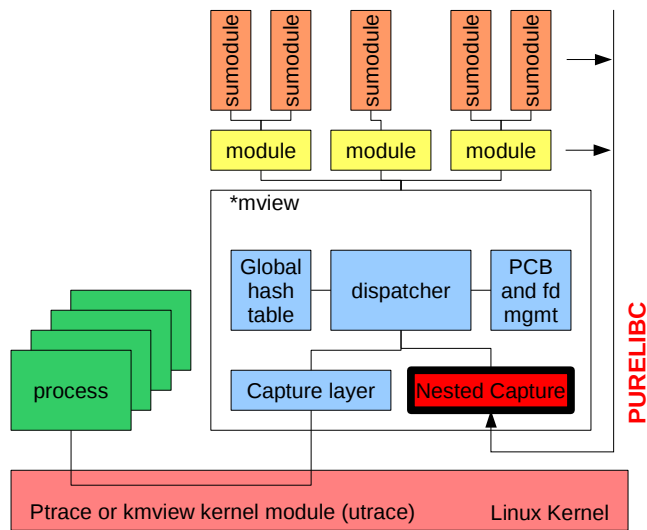 sumodule
sumodule
sumodule
sumodule
sumodule
module
module
module
*mview
Global
hash
table
dispatcher
PCB
and fd
mgmt
PURELIBC
process
Capture layer
Nested Capture
Ptrace or kmview kernel module (utrace)
Linux Kernel